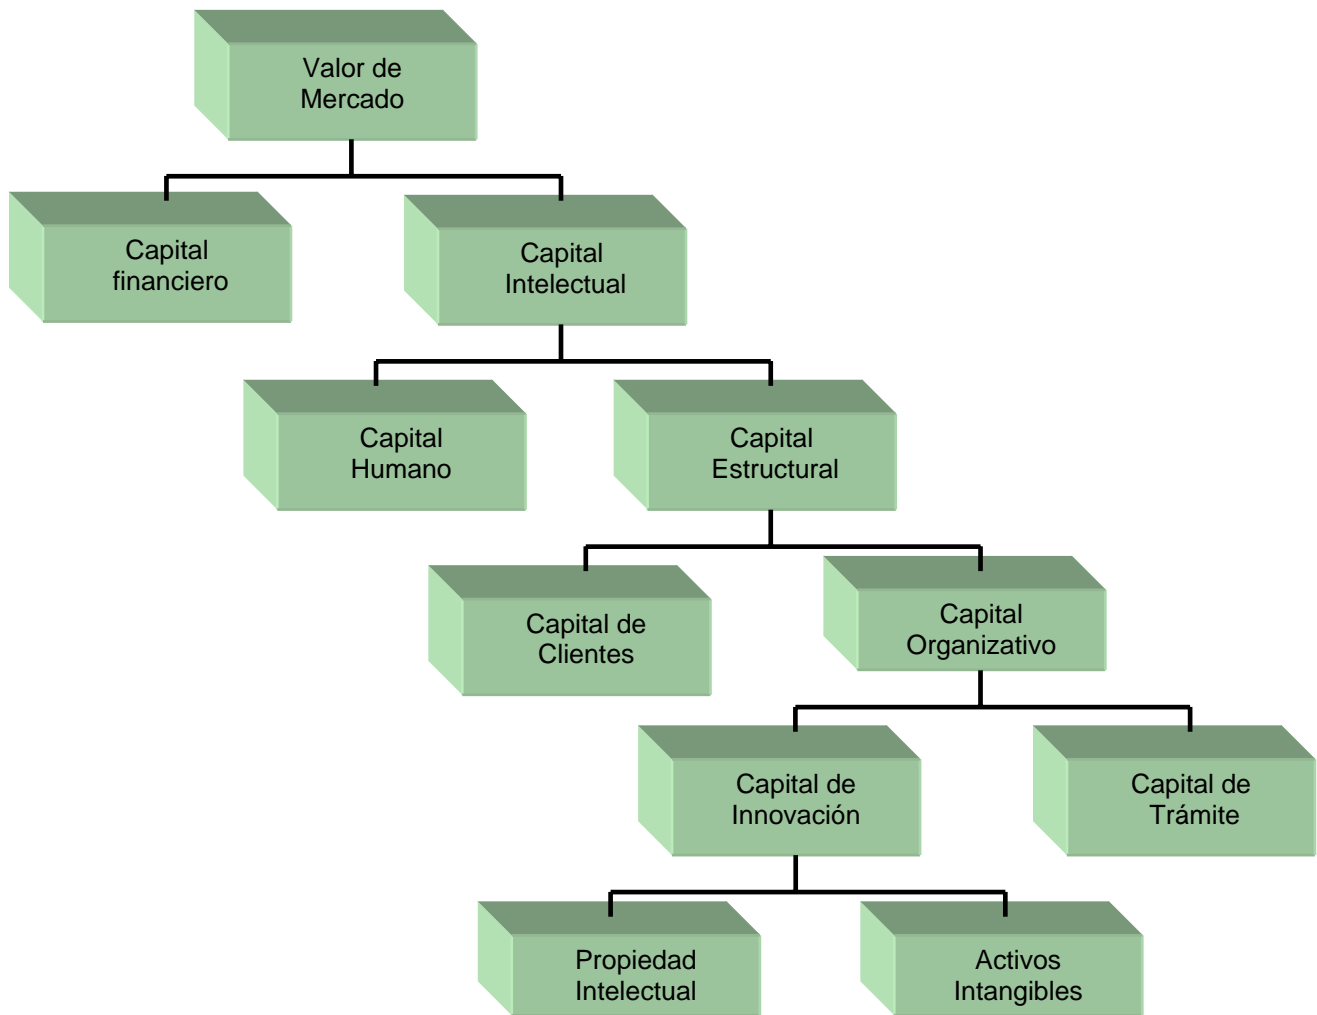 Valor de
Mercado
Capital
financiero
Capital
Intelectual
Capital
Humano
Capital
Estructural
Capital de
Clientes
Capital
Organizativo
Capital de
Innovación
Capital de
Trámite
Propiedad
Intelectual
Activos
Intangibles